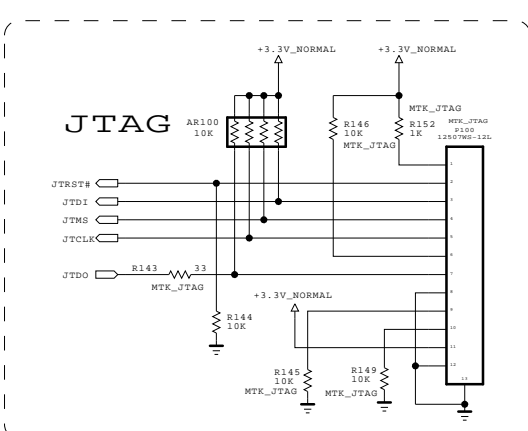 +3.3V_NORMAL
+3.3V_NORMAL
JTAG
AR100
10K
R146
10K
MTK_JTAG
MTK_JTAG
R152
1K
MTK_JTAG
P100
12507WS-12L
JTRST#
JTDI
JTMS
JTCLK
JTDO
R143
33
MTK_JTAG
+3.3V_NORMAL
R144
10K
R145
10K
MTK_JTAG
R149
10K
MTK_JTAG
1
2
3
4
5
6
7
8
9
10
11
12
13